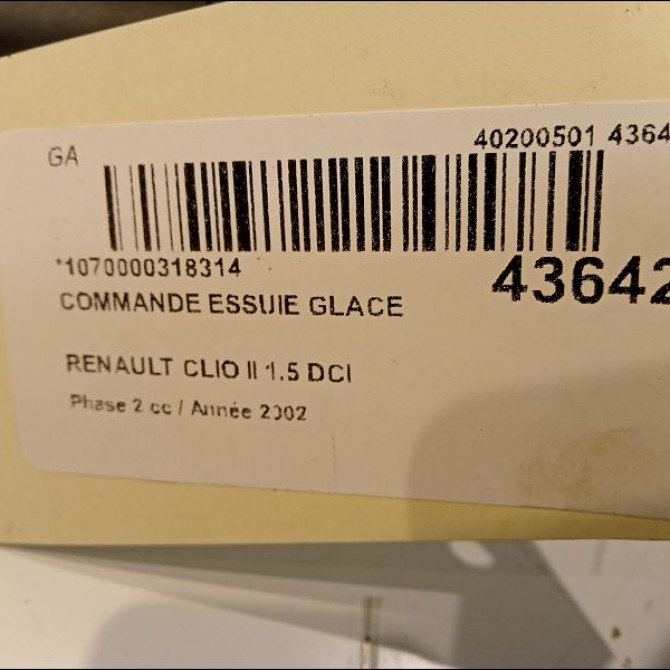 GA
40200501 4364
*1070000318314
43642
COMMANDE ESSUIE GLACE
RENAULT CLIO II 1.5 DCI
Phase 2 cc / Année 2002